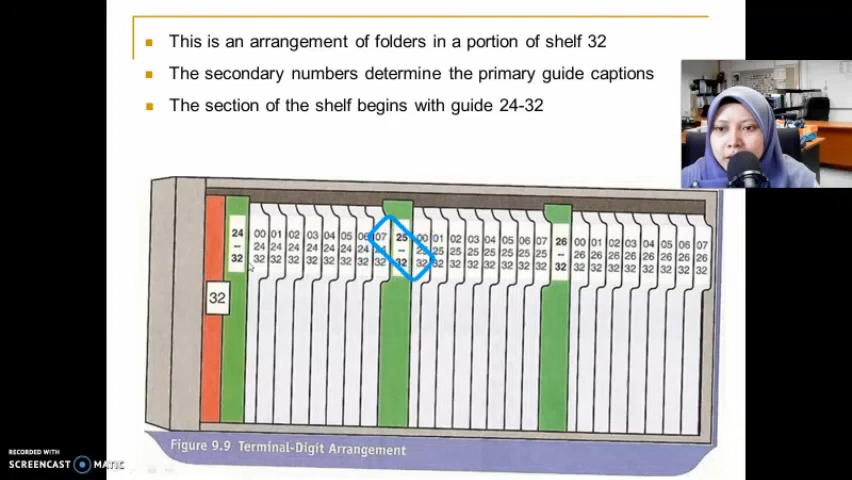 This is an arrangement of folders in a portion of shelf 32
The secondary numbers determine the primary guide captions
The section of the shelf begins with guide 24-32
24 00 01 02 03 04 05 06 07 25 00 01 02 03 04 05 06 07 26 00 01 02 03 04 05 06 07
– 24 24 24 24 24 24 24 24 – 25 25 25 25 25 25 25 25 – 26 26 26 26 26 26 26 26
32 32 32 32 32 32 32 32 32 32 32 32 32 32 32 32 32 32 32 32 32 32 32 32 32 32 32
32
Figure 9.9 Terminal-Digit Arrangement
RECORDED WITH
SCREENCAST MATIC